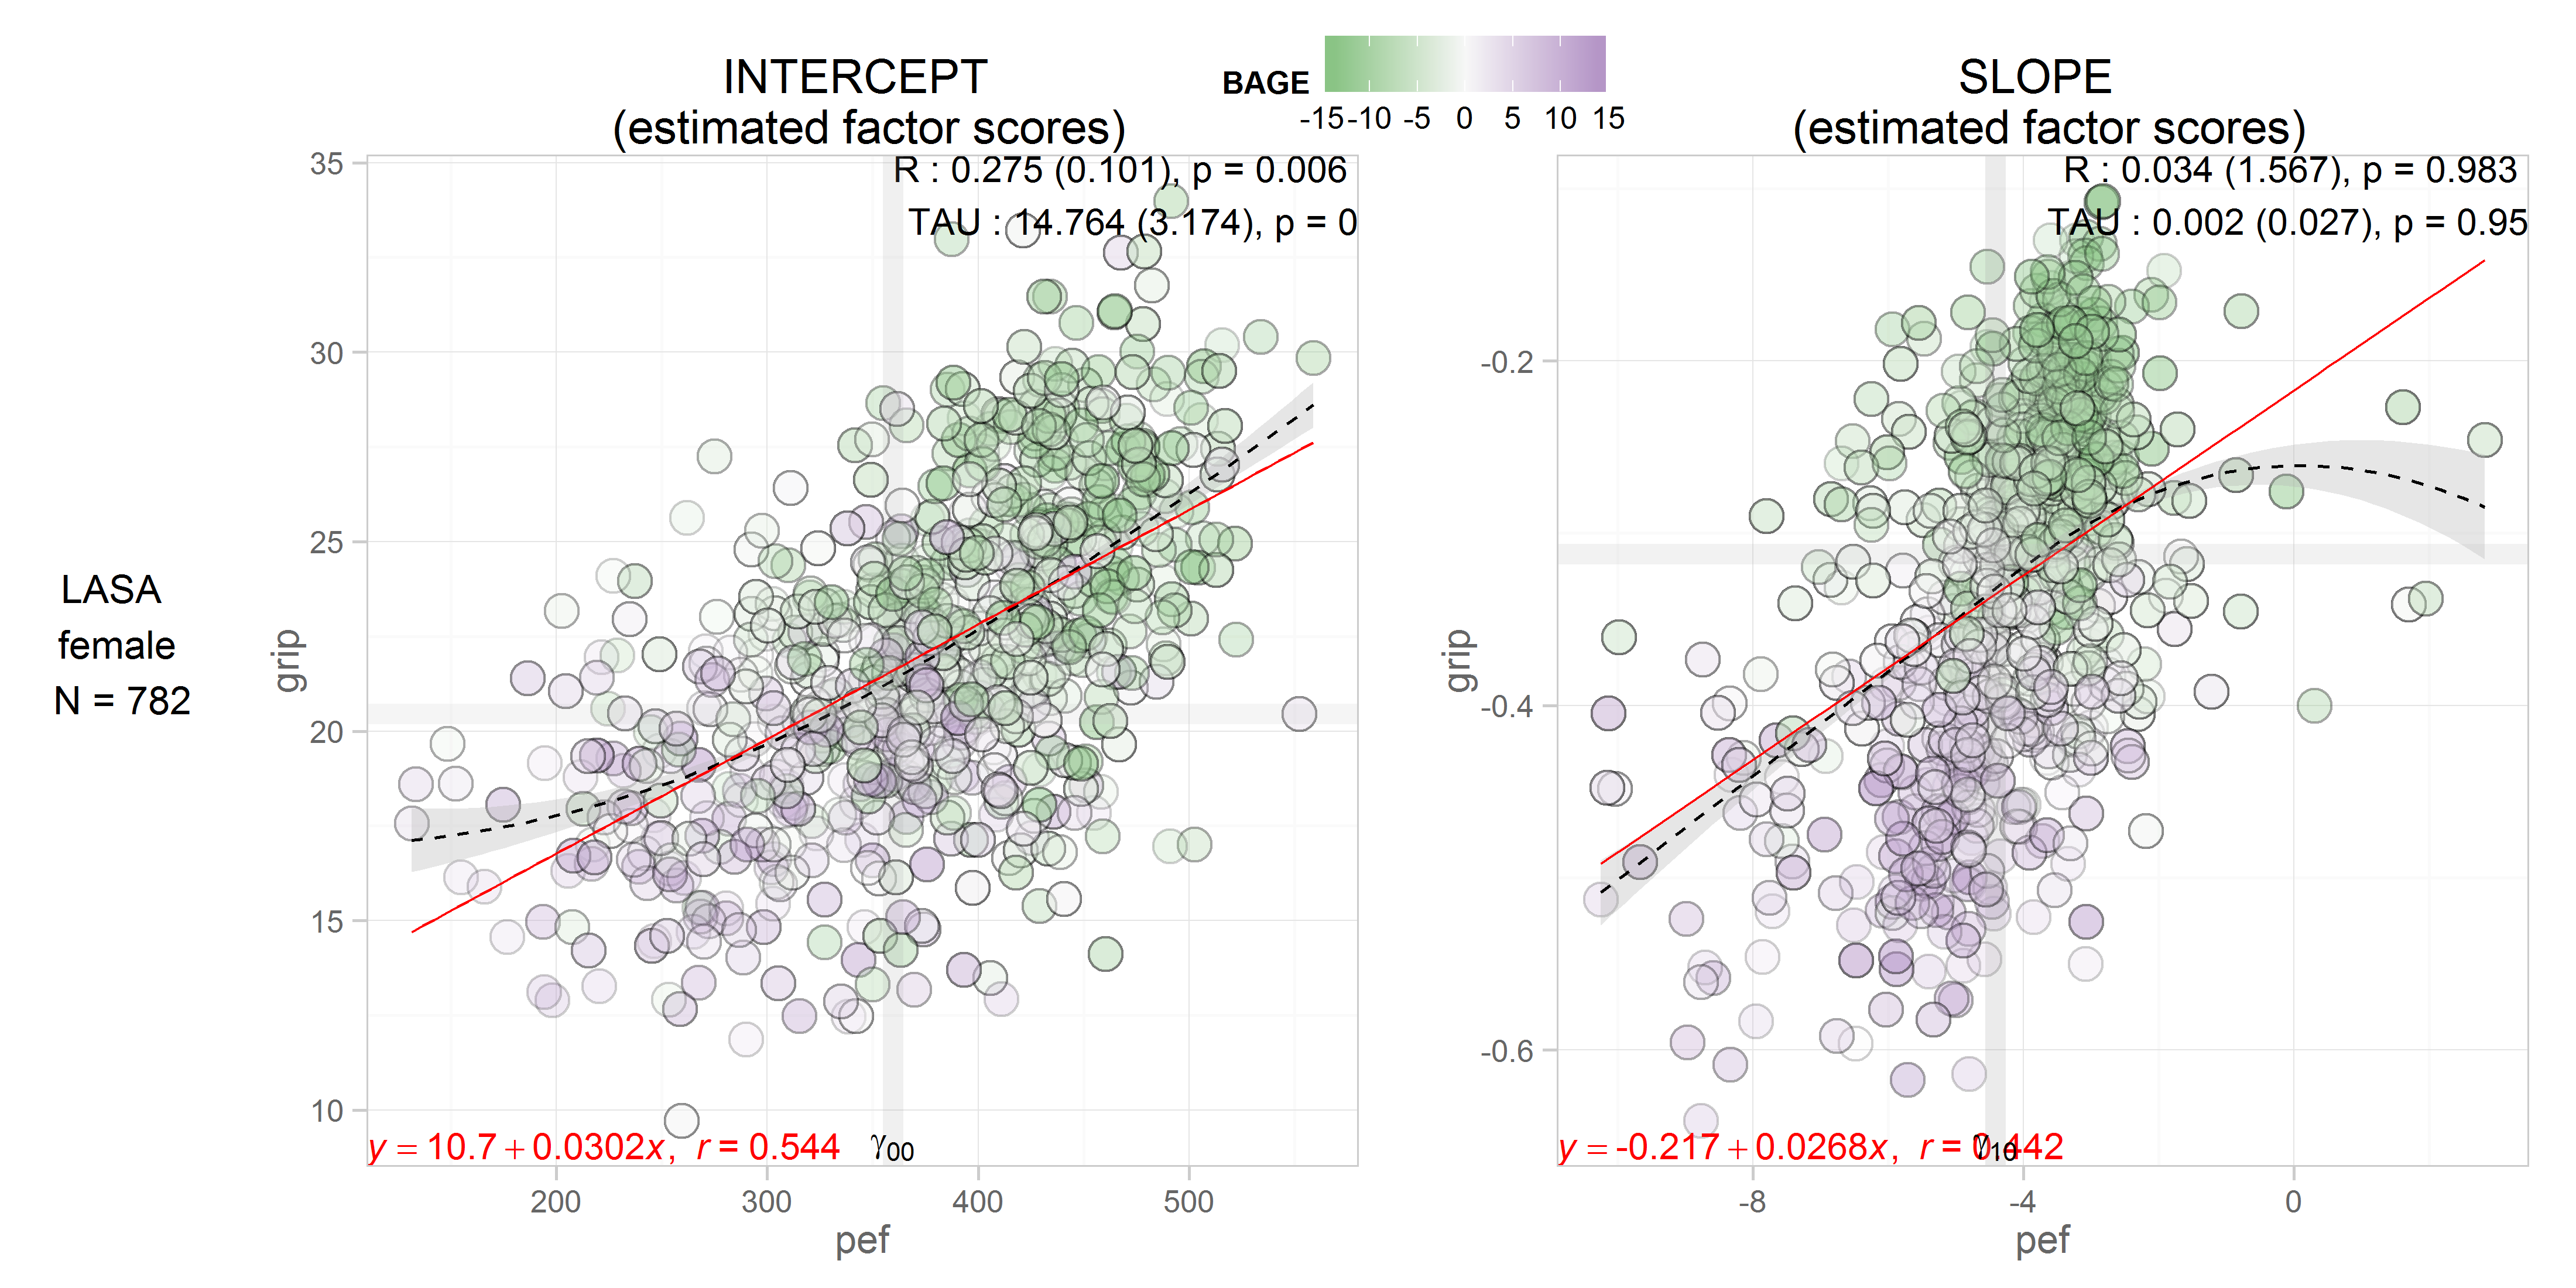 BAGE
-15 -10 -5 0 5 10 15
INTERCEPT
(estimated factor scores)
SLOPE
(estimated factor scores)
LASA
female
N = 782
R : 0.275 (0.101), p = 0.006
TAU : 14.764 (3.174), p = 0
35
30
25
20
15
10
grip
y = 10.7 + 0.0302x, r = 0.544
γ00
200 300 400 500
pef
R : 0.034 (1.567), p = 0.983
TAU : 0.002 (0.027), p = 0.95
-0.2
-0.4
-0.6
grip
y = -0.217 + 0.0268x, r = 0.442
γ10
-8 -4 0
pef